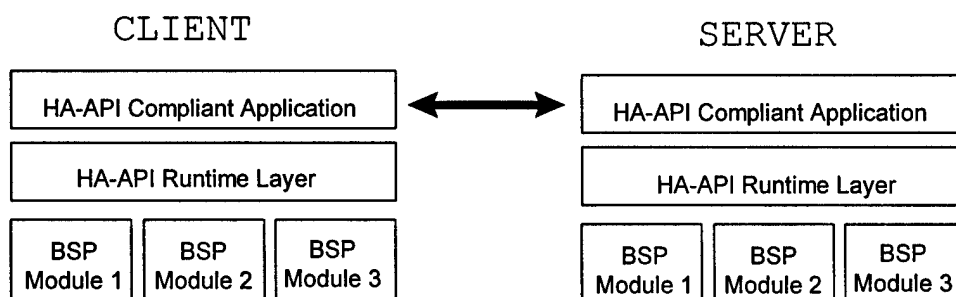 CLIENT
SERVER
HA-API Compliant Application
HA-API Compliant Application
HA-API Runtime Layer
HA-API Runtime Layer
BSP
Module 1
BSP
Module 2
BSP
Module 3
BSP
Module 1
BSP
Module 2
BSP
Module 3